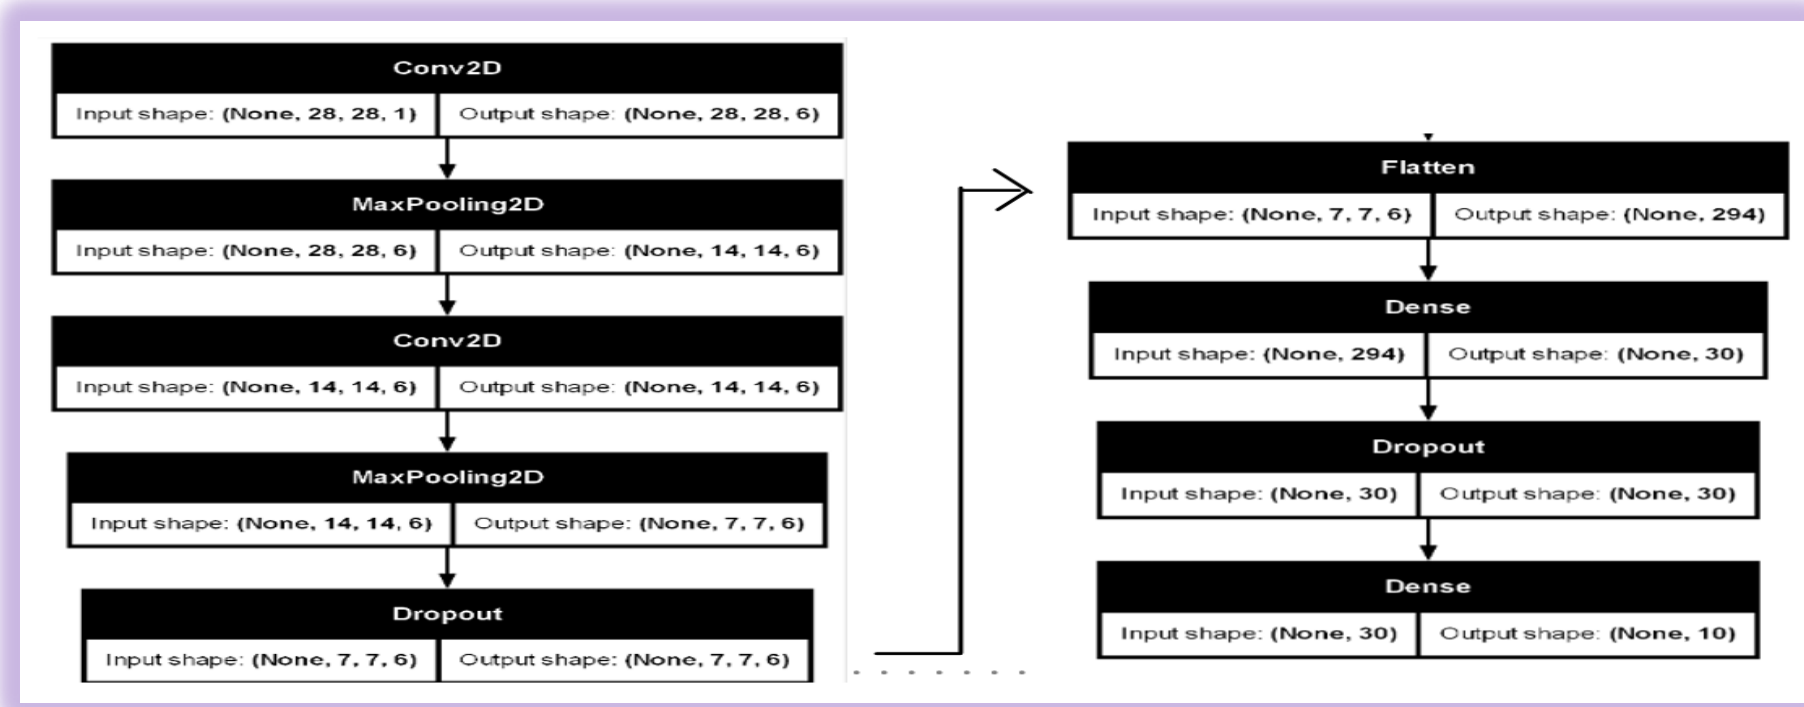 Conv2D
Input shape: (None, 28, 28, 1) Output shape: (None, 28, 28, 6)
MaxPooling2D
Input shape: (None, 28, 28, 6) Output shape: (None, 14, 14, 6)
Conv2D
Input shape: (None, 14, 14, 6) Output shape: (None, 14, 14, 6)
MaxPooling2D
Input shape: (None, 14, 14, 6) Output shape: (None, 7, 7, 6)
Dropout
Input shape: (None, 7, 7, 6) Output shape: (None, 7, 7, 6)
Flatten
Input shape: (None, 7, 7, 6) Output shape: (None, 294)
Dense
Input shape: (None, 294) Output shape: (None, 30)
Dropout
Input shape: (None, 30) Output shape: (None, 30)
Dense
Input shape: (None, 30) Output shape: (None, 10)